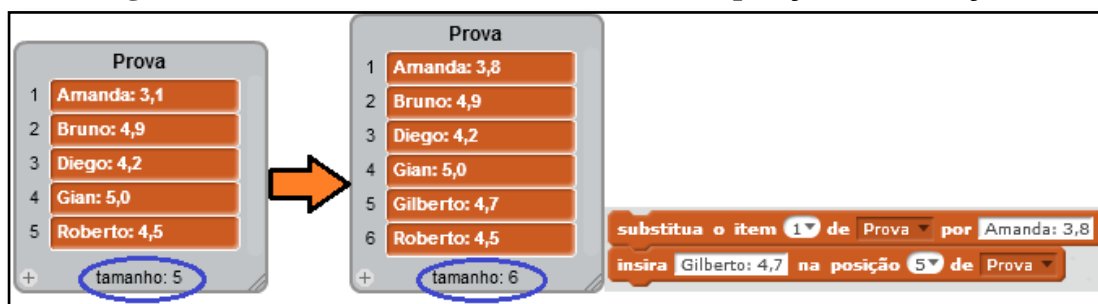 Prova
1 Amanda: 3,1
2 Bruno: 4,9
3 Diego: 4,2
4 Gian: 5,0
5 Roberto: 4,5
+ tamanho: 5
Prova
1 Amanda: 3,8
2 Bruno: 4,9
3 Diego: 4,2
4 Gian: 5,0
5 Gilberto: 4,7
6 Roberto: 4,5
+ tamanho: 6
substitua o item 1 de Prova por Amanda: 3,8
insira Gilberto: 4,7 na posição 5 de Prova